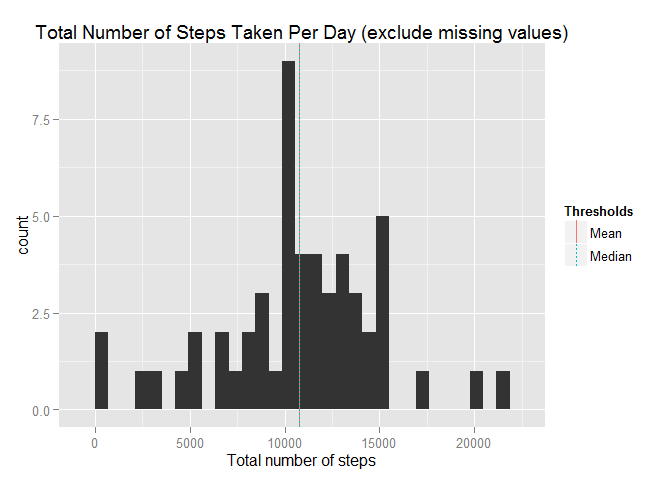 Total Number of Steps Taken Per Day (exclude missing values)
7.5
5.0
2.5
0.0
count
0 5000 10000 15000 20000
Total number of steps
Thresholds
Mean
Median